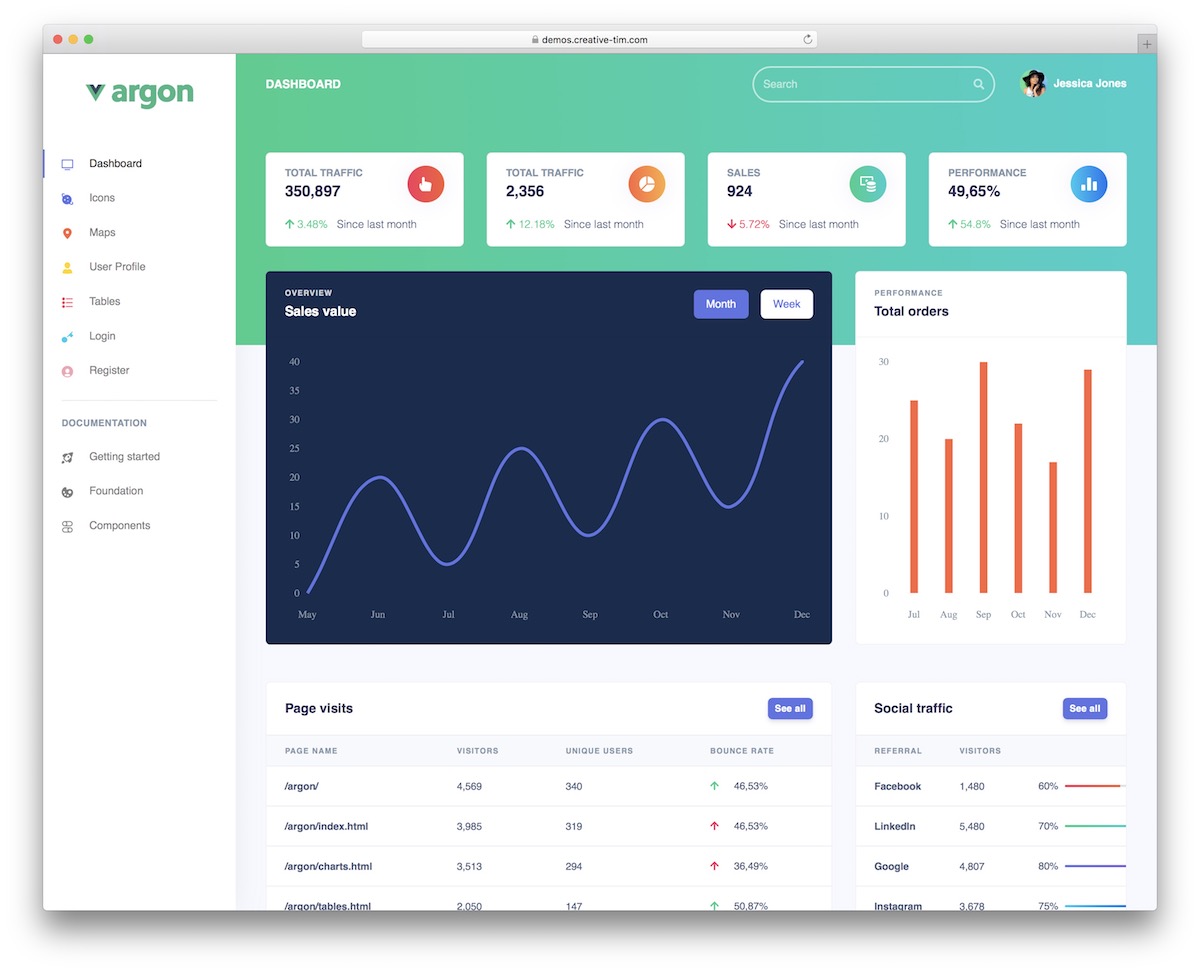 demos.creative-tim.com
argon
DASHBOARD
Search
Jessica Jones
Dashboard
Icons
Maps
User Profile
Tables
Login
Register
DOCUMENTATION
Getting started
Foundation
Components
TOTAL TRAFFIC
350,897
3.48% Since last month
TOTAL TRAFFIC
2,356
12.18% Since last month
SALES
924
5.72% Since last month
PERFORMANCE
49,65%
54.8% Since last month
OVERVIEW
Sales value
Month
Week
40
35
30
25
20
15
10
5
0
May Jun Jul Aug Sep Oct Nov Dec
PERFORMANCE
Total orders
30
20
10
0
Jul Aug Sep Oct Nov Dec
Page visits
See all
PAGE NAME VISITORS UNIQUE USERS BOUNCE RATE
/argon/ 4,569 340 46,53%
/argon/index.html 3,985 319 46,53%
/argon/charts.html 3,513 294 36,49%
/argon/tables.html 2,050 147 50,87%
Social traffic
See all
REFERRAL VISITORS
Facebook 1,480 60%
LinkedIn 5,480 70%
Google 4,807 80%
Instagram 3,678 75%